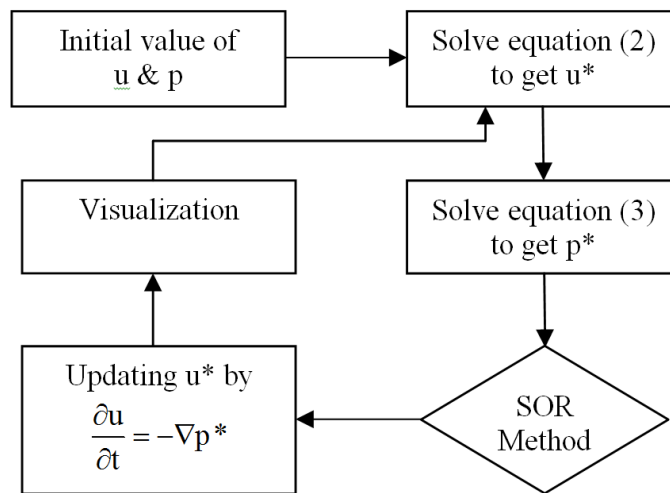 Initial value of
u & p
Solve equation (2)
to get u*
Visualization
Solve equation (3)
to get p*
Updating u* by
∂u/∂t = −∇p*
SOR
Method